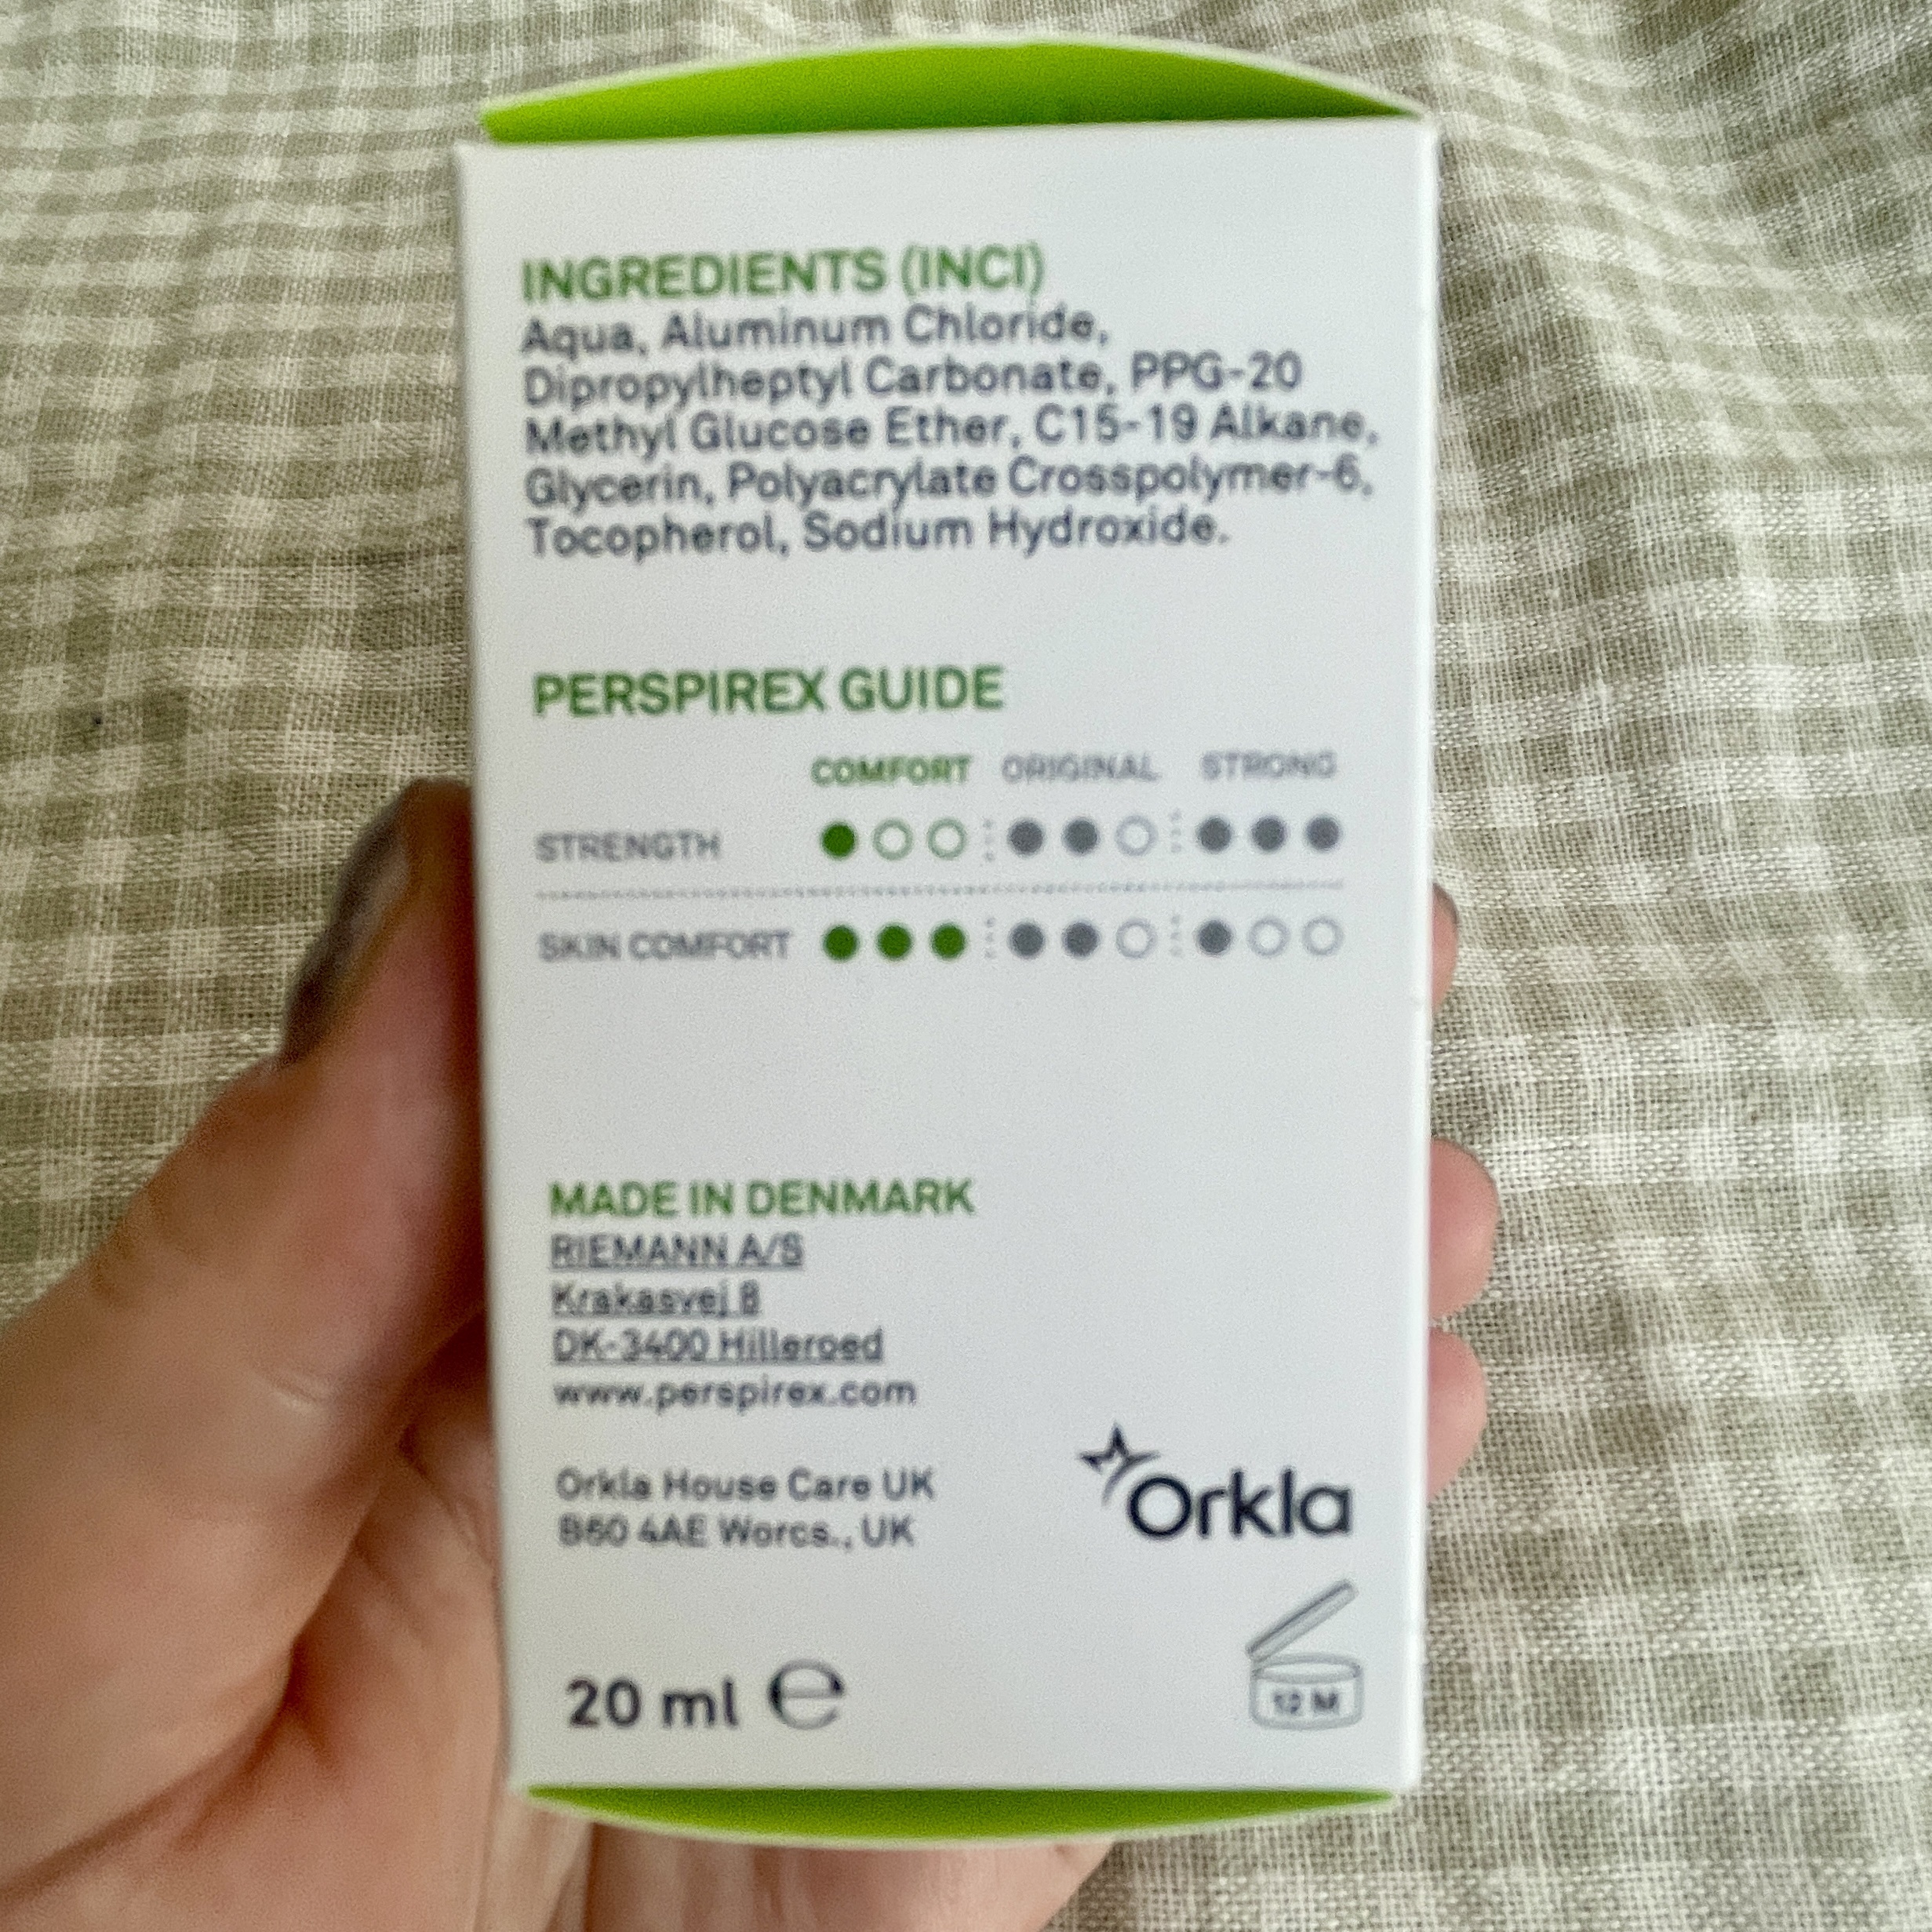 INGREDIENTS (INCI)
Aqua, Aluminum Chloride,
Dipropylheptyl Carbonate, PPG-20
Methyl Glucose Ether, C15-19 Alkane,
Glycerin, Polyacrylate Crosspolymer-6,
Tocopherol, Sodium Hydroxide.
PERSPIREX GUIDE
COMFORT ORIGINAL STRONG
STRENGTH
SKIN COMFORT
MADE IN DENMARK
RIEMANN A/S
Krakasvej 8
DK-3400 Hilleroed
www.perspirex.com
Orkla House Care UK
B60 4AE Worcs., UK
Orkla
20 ml ℮
12 M